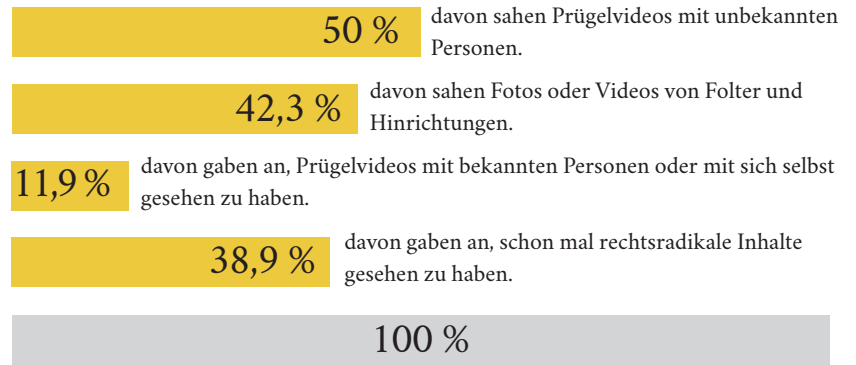 50 %
davon sahen Prügelvideos mit unbekannten
Personen.
42,3 %
davon sahen Fotos oder Videos von Folter und
Hinrichtungen.
11,9 %
davon gaben an, Prügelvideos mit bekannten Personen oder mit sich selbst
gesehen zu haben.
38,9 %
davon gaben an, schon mal rechtsradikale Inhalte
gesehen zu haben.
100 %